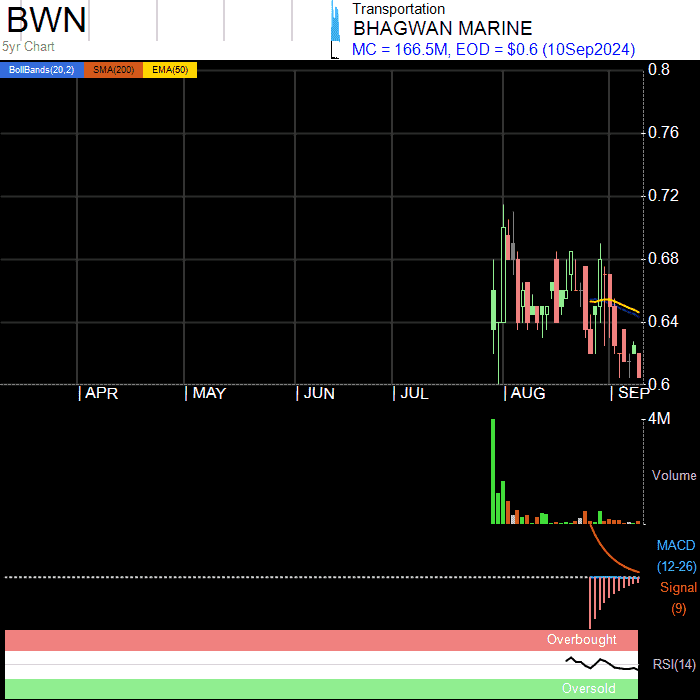 BWN
5yr Chart
Transportation
BHAGWAN MARINE
MC = 166.5M, EOD = $0.6 (10Sep2024)
BollBands(20,2) SMA(200) EMA(50)
0.8
0.76
0.72
0.68
0.64
0.6
| APR | MAY | JUN | JUL | AUG | SEP
4M
Volume
MACD
(12-26)
Signal
(9)
Overbought
RSI(14)
Oversold